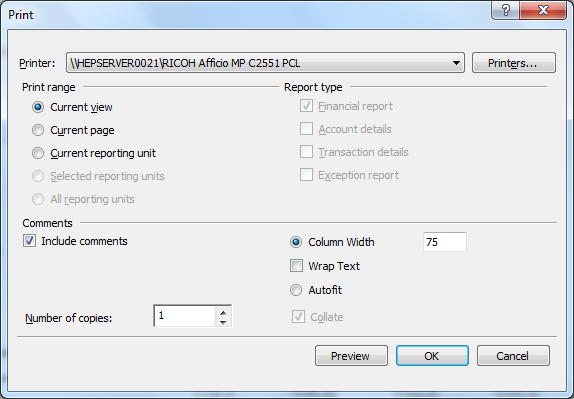 Print
Printer: \\HEPSERVER0021\RICOH Afficio MP C2551 PCL Printers...
Print range
Current view
Current page
Current reporting unit
Selected reporting units
All reporting units
Report type
Financial report
Account details
Transaction details
Exception report
Comments
Include comments
Column Width 75
Wrap Text
Autofit
Number of copies: 1
Collate
Preview OK Cancel